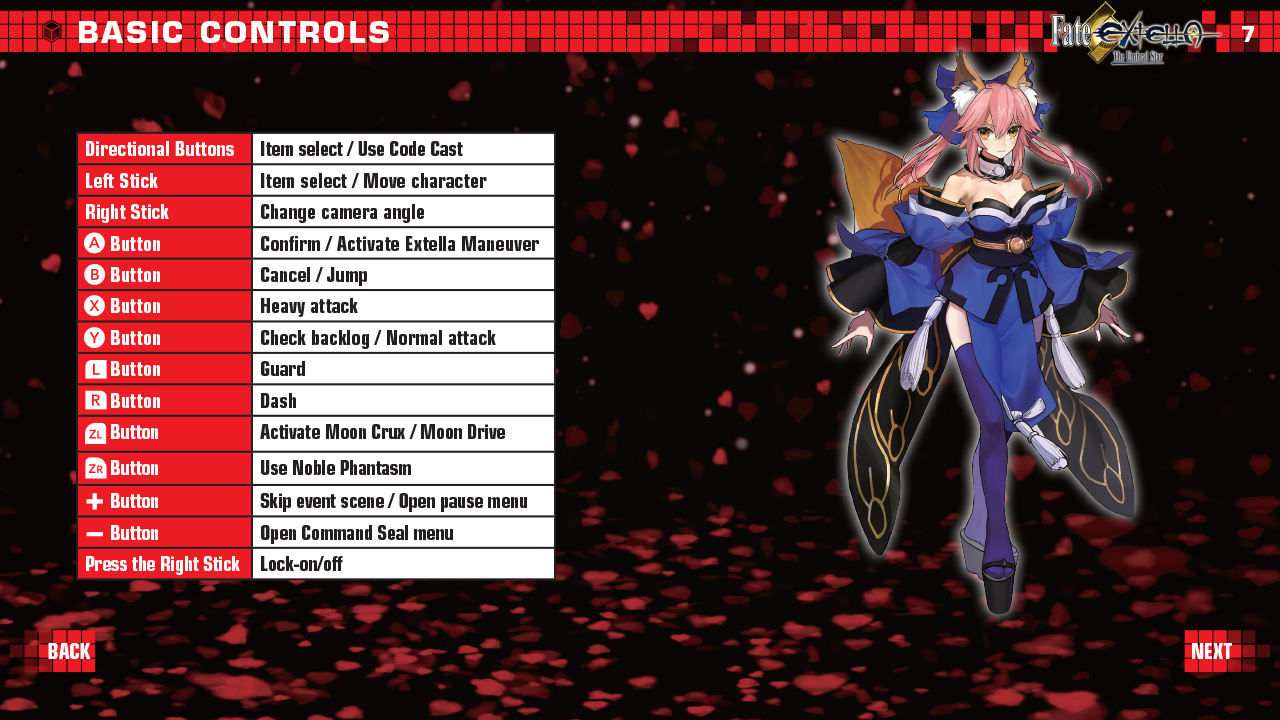 BASIC CONTROLS
Fate EXTELLA
The Umbral Star
7
Directional Buttons Item select / Use Code Cast
Left Stick Item select / Move character
Right Stick Change camera angle
A Button Confirm / Activate Extella Maneuver
B Button Cancel / Jump
X Button Heavy attack
Y Button Check backlog / Normal attack
L Button Guard
R Button Dash
ZL Button Activate Moon Crux / Moon Drive
ZR Button Use Noble Phantasm
+ Button Skip event scene / Open pause menu
− Button Open Command Seal menu
Press the Right Stick Lock-on/off
BACK
NEXT